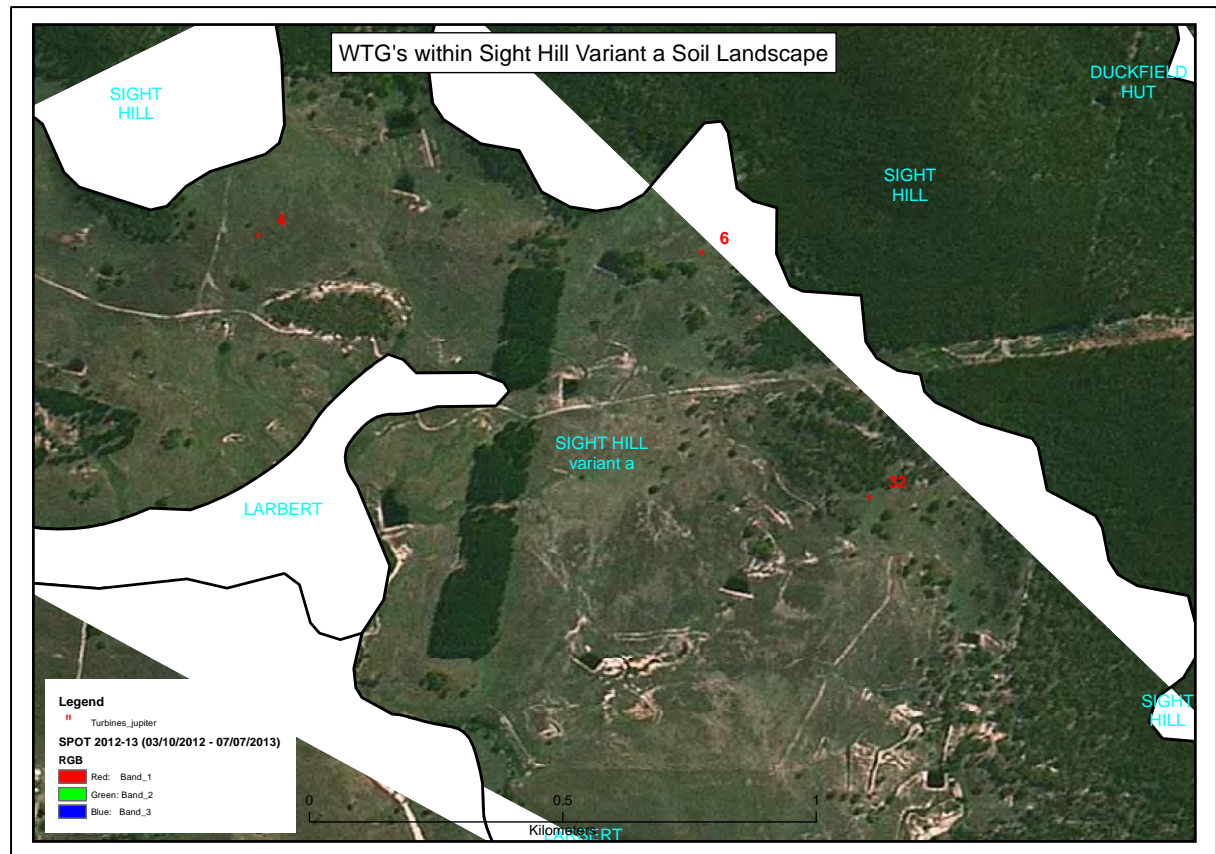 WTG's within Sight Hill Variant a Soil Landscape
SIGHT
HILL
DUCKFIELD
HUT
SIGHT
HILL
4
6
SIGHT HILL
variant a
32
LARBERT
SIGHT
HILL
Legend
" Turbines_jupiter
SPOT 2012-13 (03/10/2012 - 07/07/2013)
RGB
Red: Band_1
Green: Band_2
Blue: Band_3
0 0.5 1
Kilometers
LARBERT